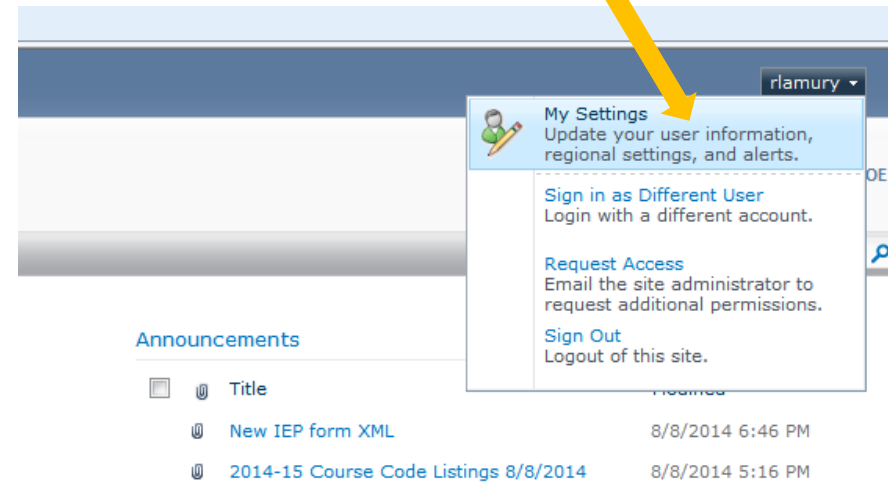 rlamury
My Settings
Update your user information,
regional settings, and alerts.
OE
Sign in as Different User
Login with a different account.
Request Access
Email the site administrator to
request additional permissions.
Sign Out
Logout of this site.
Announcements
Title Modified
New IEP form XML 8/8/2014 6:46 PM
2014-15 Course Code Listings 8/8/2014 8/8/2014 5:16 PM